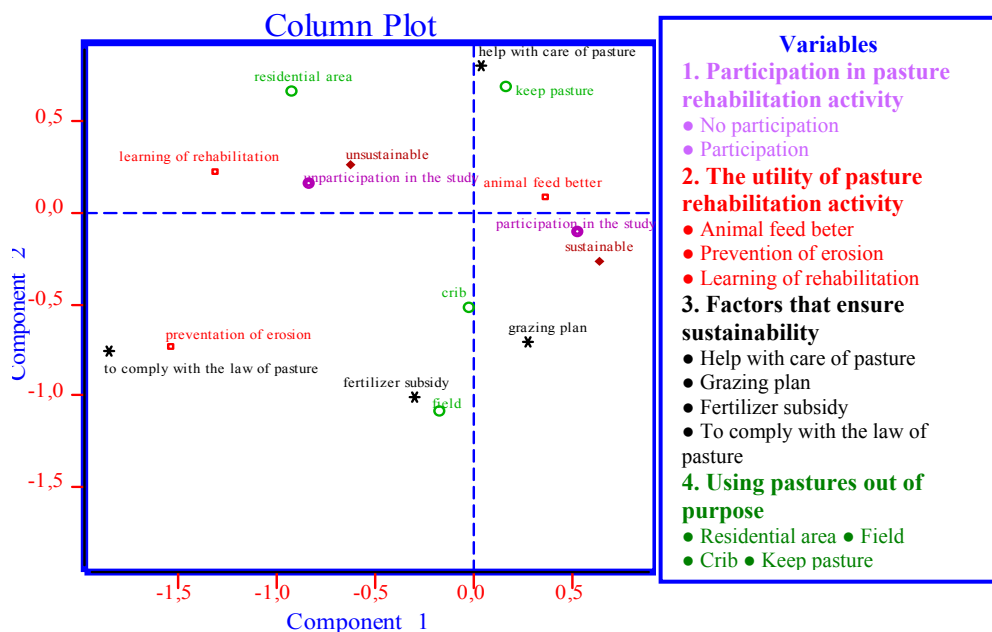 Column Plot
help with care of pasture
residential area
keep pasture
0,5
learning of rehabilitation
unsustainable
unparticipation in the study
animal feed better
0,0
participation in the study
sustainable
crib
-0,5
grazing plan
preventation of erosion
to comply with the law of pasture
fertilizer subsidy
field
-1,0
-1,5
Component 2
-1,5
-1,0
-0,5
0,0
0,5
Component 1
Variables
1. Participation in pasture
rehabilitation activity
● No participation
● Participation
2. The utility of pasture
rehabilitation activity
● Animal feed beter
● Prevention of erosion
● Learning of rehabilitation
3. Factors that ensure
sustainability
● Help with care of pasture
● Grazing plan
● Fertilizer subsidy
● To comply with the law of
pasture
4. Using pastures out of
purpose
● Residential area ● Field
● Crib ● Keep pasture